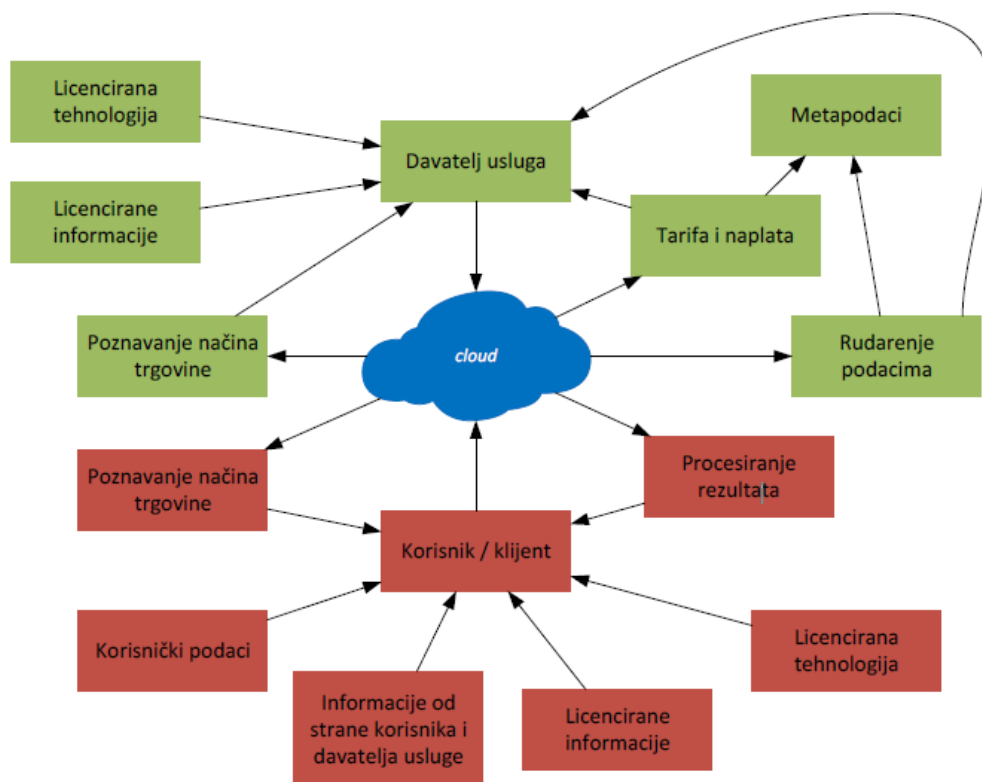 Licencirana
tehnologija
Davatelj usluga
Metapodaci
Licencirane
informacije
Tarifa i naplata
Poznavanje načina
trgovine
cloud
Rudarenje
podacima
Poznavanje načina
trgovine
Procesiranje
rezultata
Korisnik / klijent
Korisnički podaci
Licencirana
tehnologija
Informacije od
strane korisnika i
davatelja usluge
Licencirane
informacije